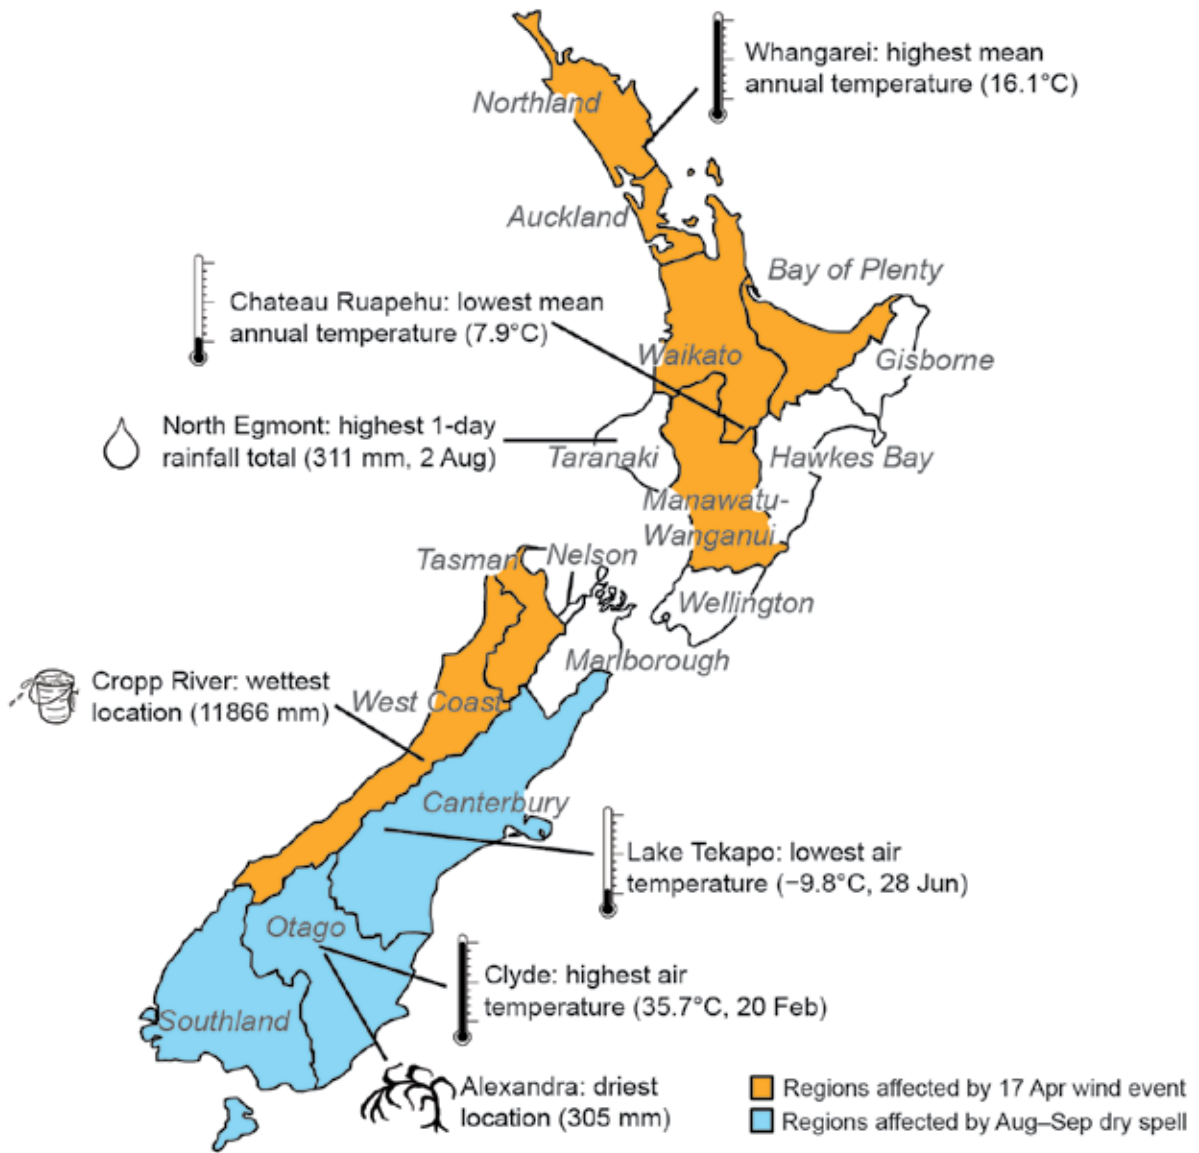 Whangarei: highest mean
annual temperature (16.1°C)
Northland
Auckland
Bay of Plenty
Chateau Ruapehu: lowest mean
annual temperature (7.9°C)
Waikato
Gisborne
North Egmont: highest 1-day
rainfall total (311 mm, 2 Aug)
Taranaki
Hawkes Bay
Manawatu-
Wanganui
Tasman
Nelson
Wellington
Marlborough
Cropp River: wettest
location (11866 mm)
West Coast
Canterbury
Lake Tekapo: lowest air
temperature (−9.8°C, 28 Jun)
Otago
Clyde: highest air
temperature (35.7°C, 20 Feb)
Southland
Alexandra: driest
location (305 mm)
Regions affected by 17 Apr wind event
Regions affected by Aug–Sep dry spell